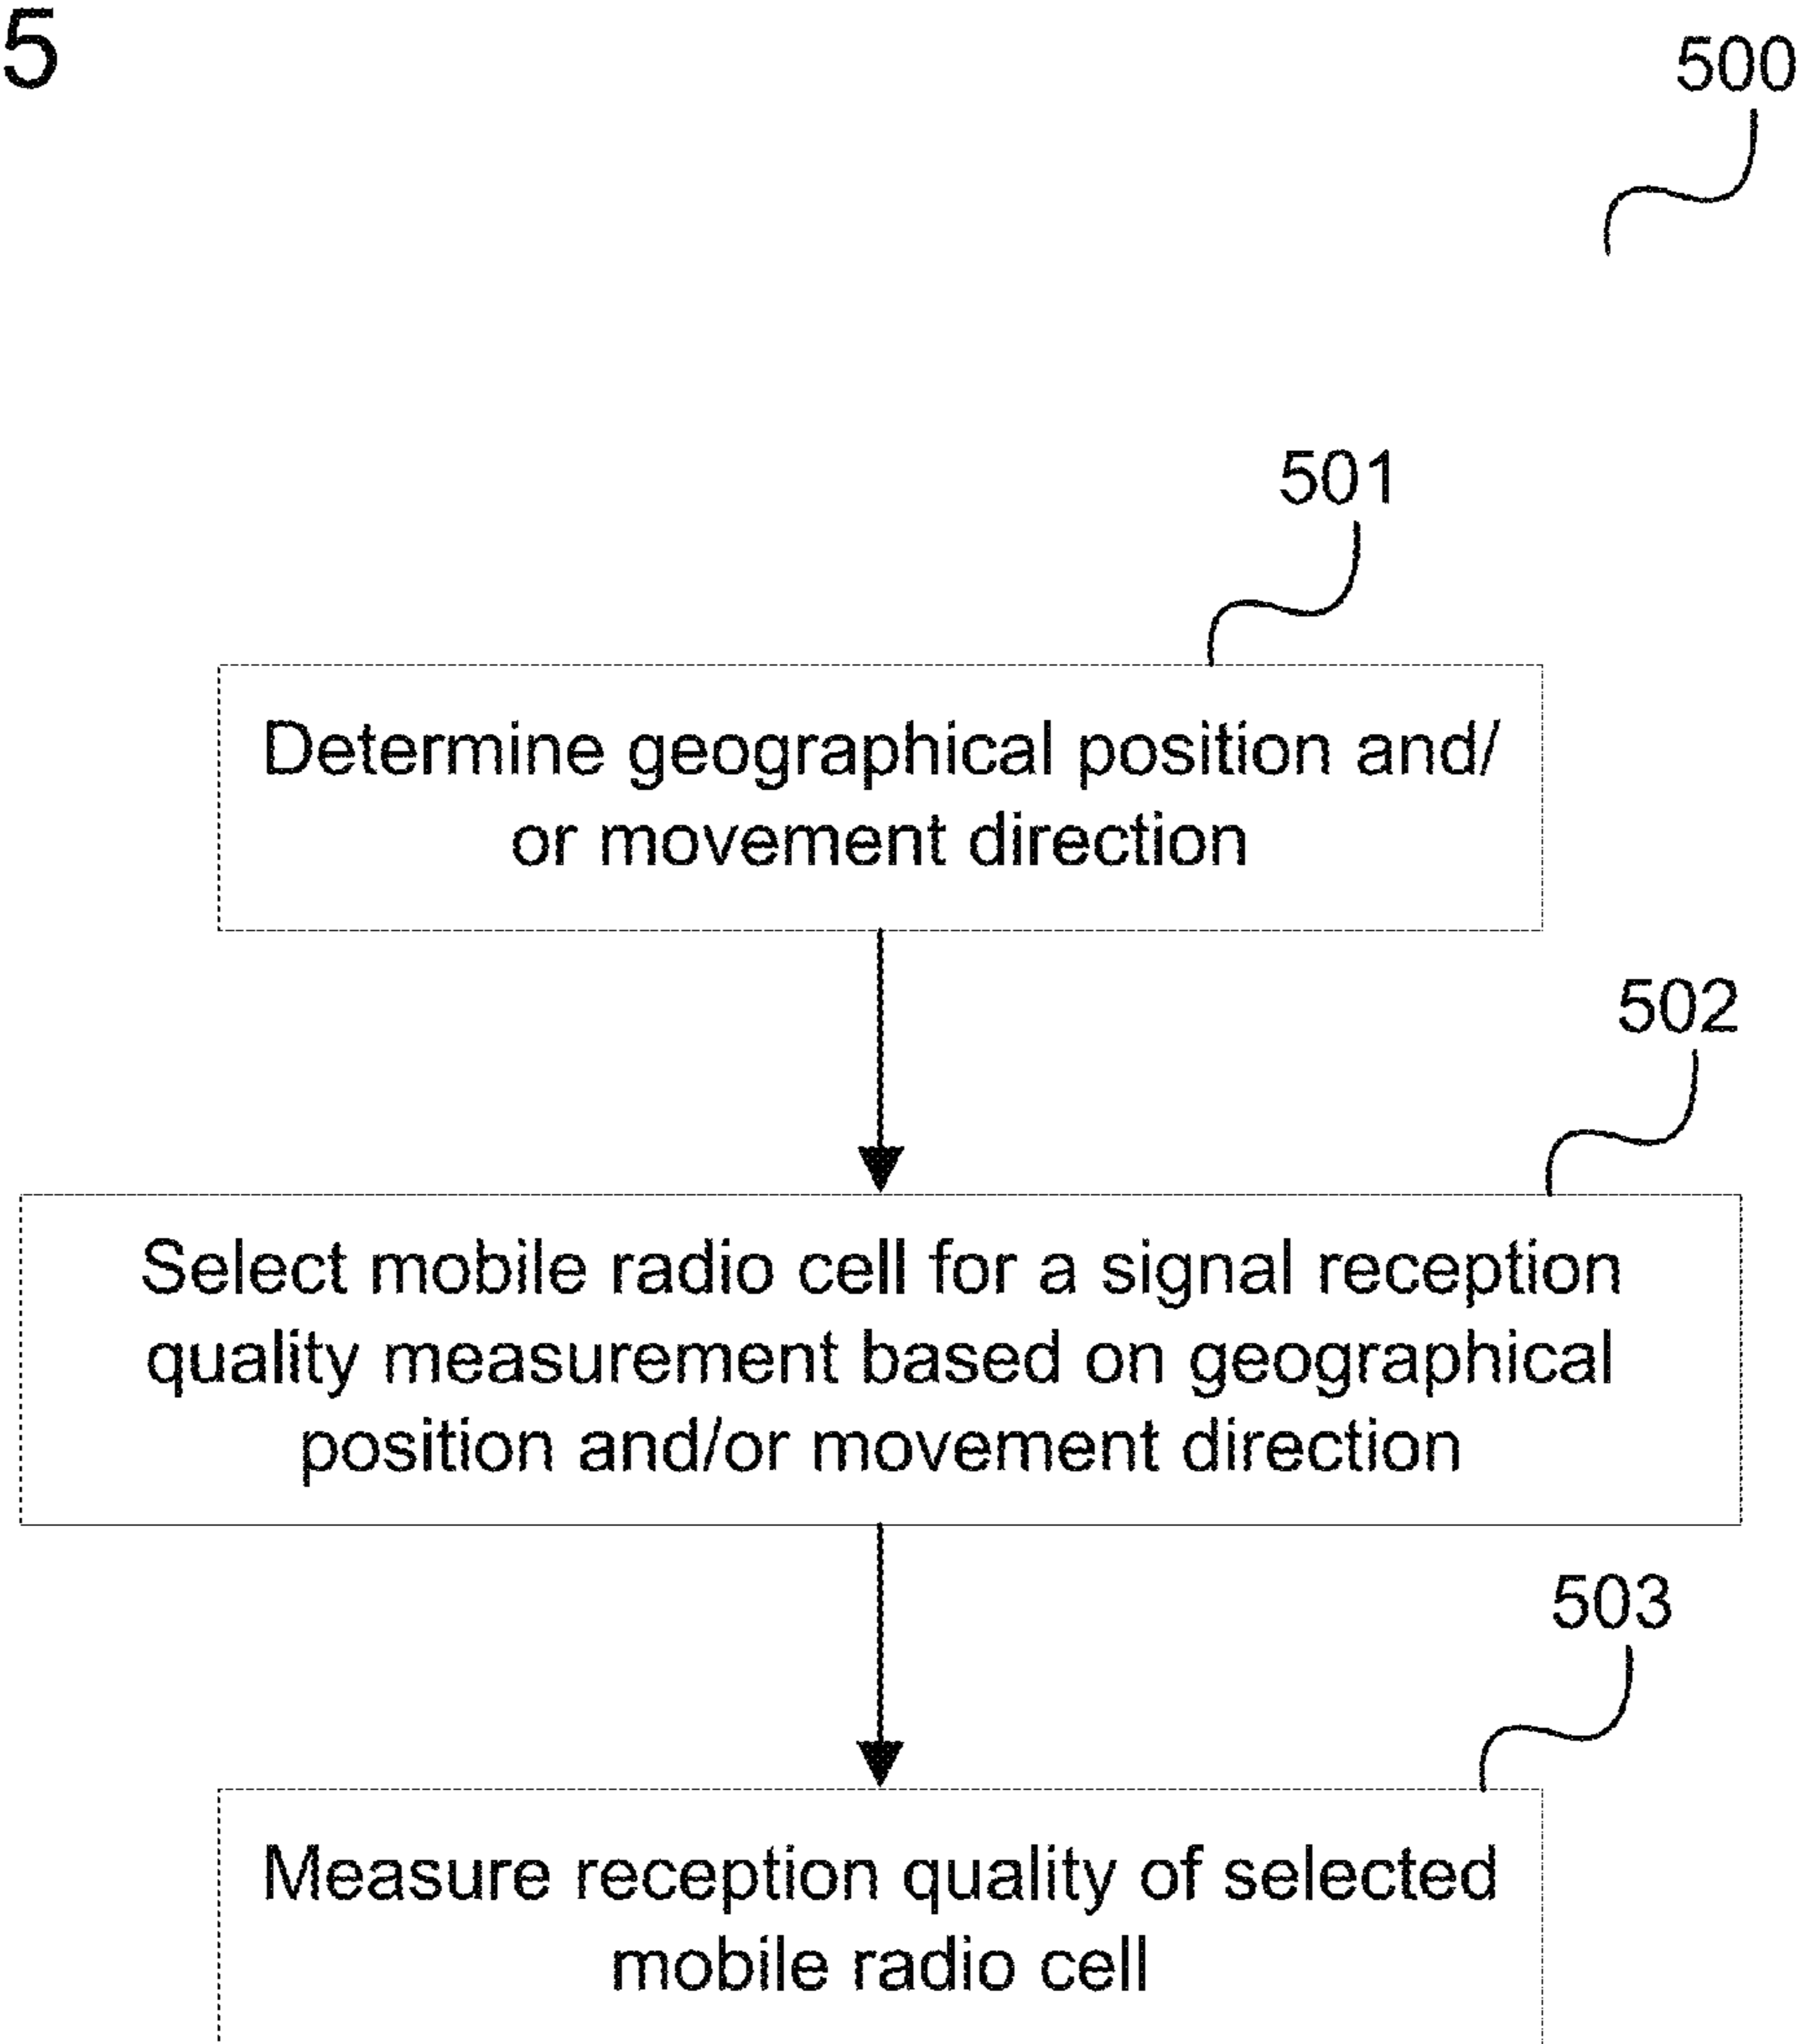 5
500
501
Determine geographical position and/
or movement direction
502
Select mobile radio cell for a signal reception
quality measurement based on geographical
position and/or movement direction
503
Measure reception quality of selected
mobile radio cell